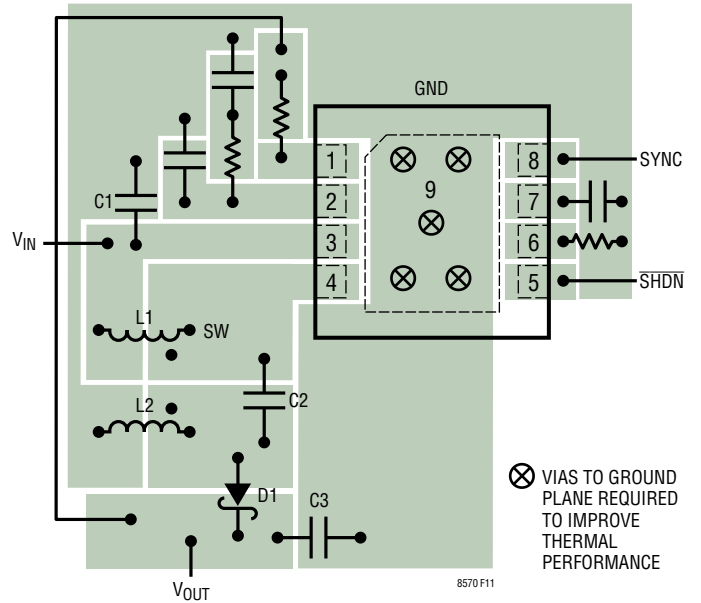 GND
1
8
SYNC
9
C1
2
7
VIN
3
6
4
5
SHDN
L1
SW
L2
C2
D1
C3
VIAS TO GROUND
PLANE REQUIRED
TO IMPROVE
THERMAL
PERFORMANCE
VOUT
8570 F11